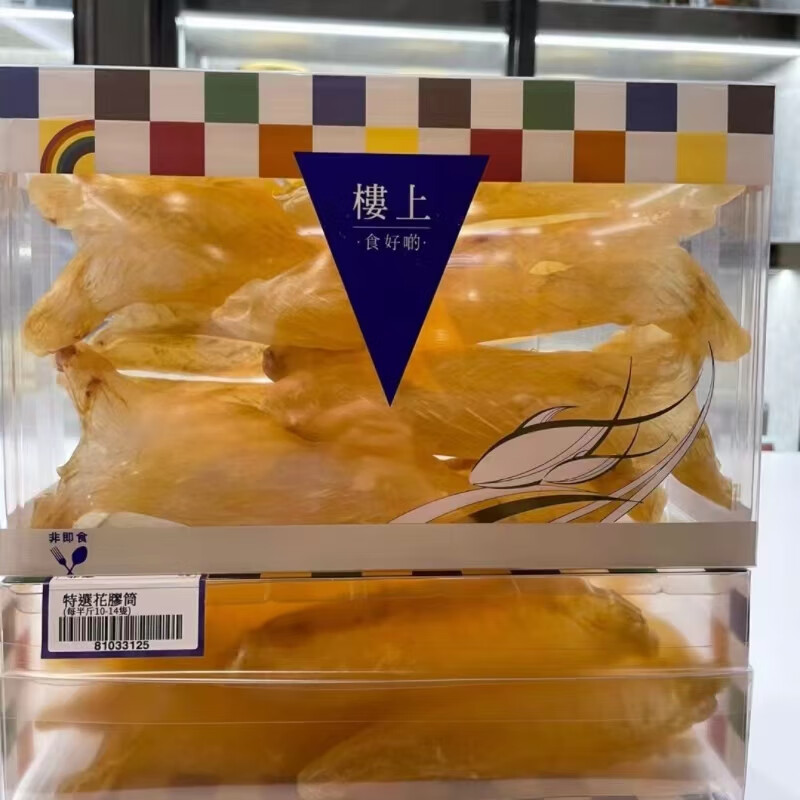 樓上
·食好啲·
非即食
特選花膠筒
(每半斤10-14隻)
81033125